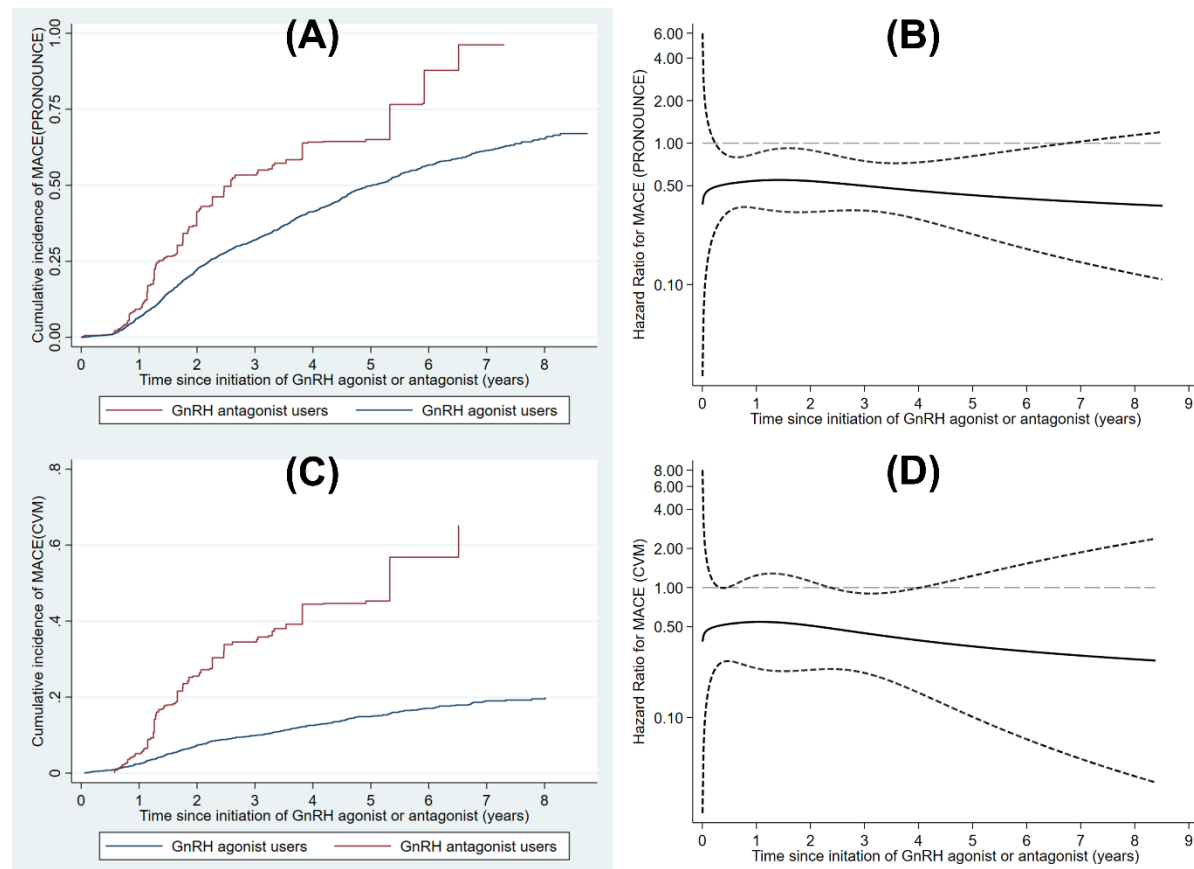 (A)
Cumulative incidence of MACE(PRONOUNCE)
1.00
0.75
0.50
0.25
0.00
0 1 2 3 4 5 6 7 8
Time since initiation of GnRH agonist or antagonist (years)
GnRH antagonist users GnRH agonist users
(B)
Hazard Ratio for MACE (PRONOUNCE)
6.00
4.00
2.00
1.00
0.50
0.10
0 1 2 3 4 5 6 7 8 9
Time since initiation of GnRH agonist or antagonist (years)
(C)
Cumulative incidence of MACE(CVM)
.8
.6
.4
.2
0
0 1 2 3 4 5 6 7 8
Time since initiation of GnRH agonist or antagonist (years)
GnRH agonist users GnRH antagonist users
(D)
Hazard Ratio for MACE (CVM)
8.00
6.00
4.00
2.00
1.00
0.50
0.10
0 1 2 3 4 5 6 7 8 9
Time since initiation of GnRH agonist or antagonist (years)